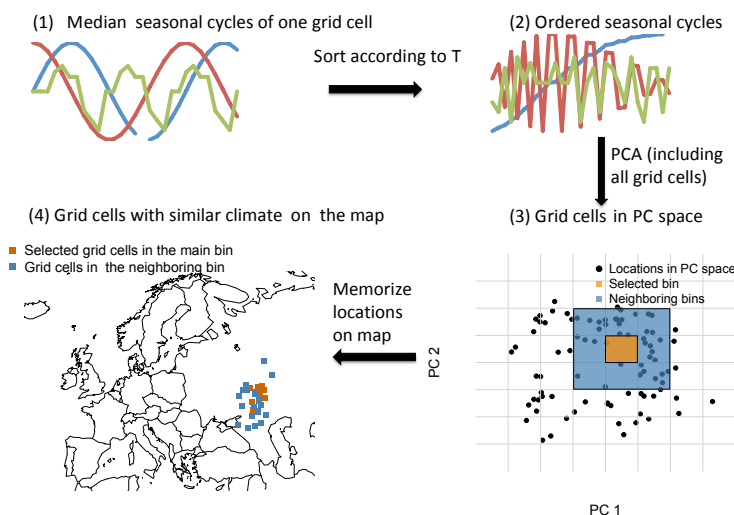 (1) Median seasonal cycles of one grid cell
Sort according to T
(2) Ordered seasonal cycles
PCA (including
all grid cells)
(3) Grid cells in PC space
Locations in PC space
Selected bin
Neighboring bins
PC 2
PC 1
Memorize
locations
on map
(4) Grid cells with similar climate on the map
Selected grid cells in the main bin
Grid cells in the neighboring bin